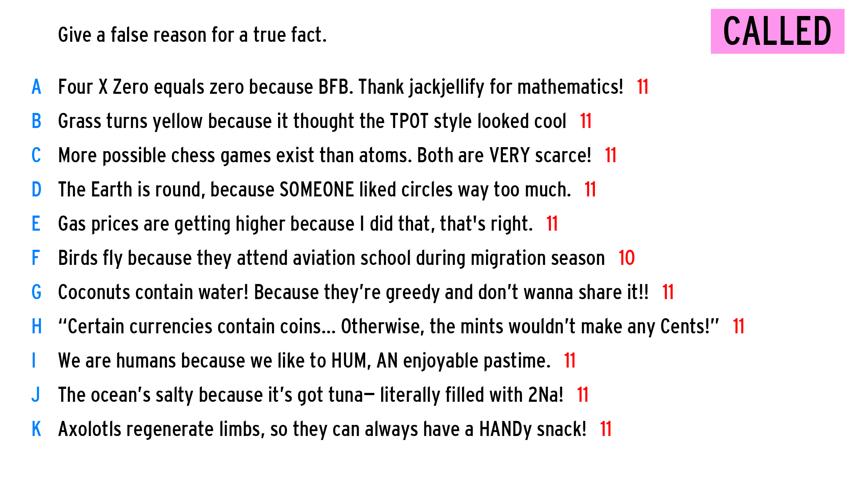 Give a false reason for a true fact.
CALLED
A Four X Zero equals zero because BFB. Thank jackjellify for mathematics! 11
B Grass turns yellow because it thought the TPOT style looked cool 11
C More possible chess games exist than atoms. Both are VERY scarce! 11
D The Earth is round, because SOMEONE liked circles way too much. 11
E Gas prices are getting higher because I did that, that's right. 11
F Birds fly because they attend aviation school during migration season 10
G Coconuts contain water! Because they’re greedy and don’t wanna share it!! 11
H “Certain currencies contain coins... Otherwise, the mints wouldn’t make any Cents!” 11
I We are humans because we like to HUM, AN enjoyable pastime. 11
J The ocean’s salty because it’s got tuna– literally filled with 2Na! 11
K Axolotls regenerate limbs, so they can always have a HANDy snack! 11